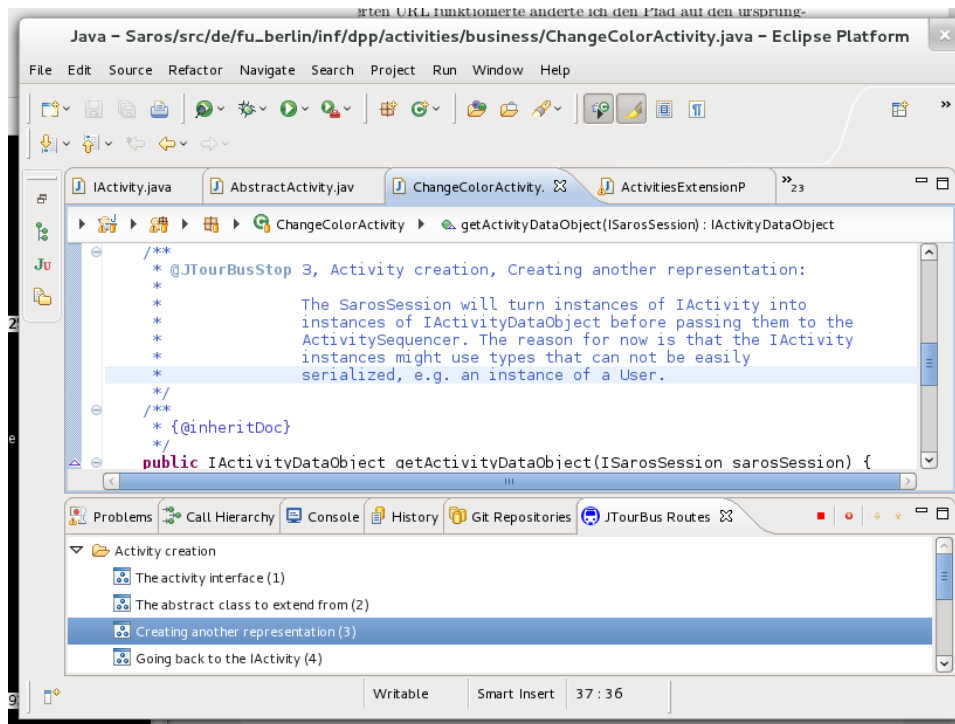 rten URL funktionierte änderte ich den Pfad auf den ursprüng-
Java – Saros/src/de/fu_berlin/inf/dpp/activities/business/ChangeColorActivity.java – Eclipse Platform
File Edit Source Refactor Navigate Search Project Run Window Help
IActivity.java AbstractActivity.jav ChangeColorActivity. ActivitiesExtensionP »23
ChangeColorActivity getActivityDataObject(ISarosSession) : IActivityDataObject
/**
* @JTourBusStop 3, Activity creation, Creating another representation:
*
* The SarosSession will turn instances of IActivity into
* instances of IActivityDataObject before passing them to the
* ActivitySequencer. The reason for now is that the IActivity
* instances might use types that can not be easily
* serialized, e.g. an instance of a User.
*/
/**
* {@inheritDoc}
*/
public IActivityDataObject getActivityDataObject(ISarosSession sarosSession) {
Problems Call Hierarchy Console History Git Repositories JTourBus Routes
Activity creation
The activity interface (1)
The abstract class to extend from (2)
Creating another representation (3)
Going back to the IActivity (4)
Writable Smart Insert 37 : 36